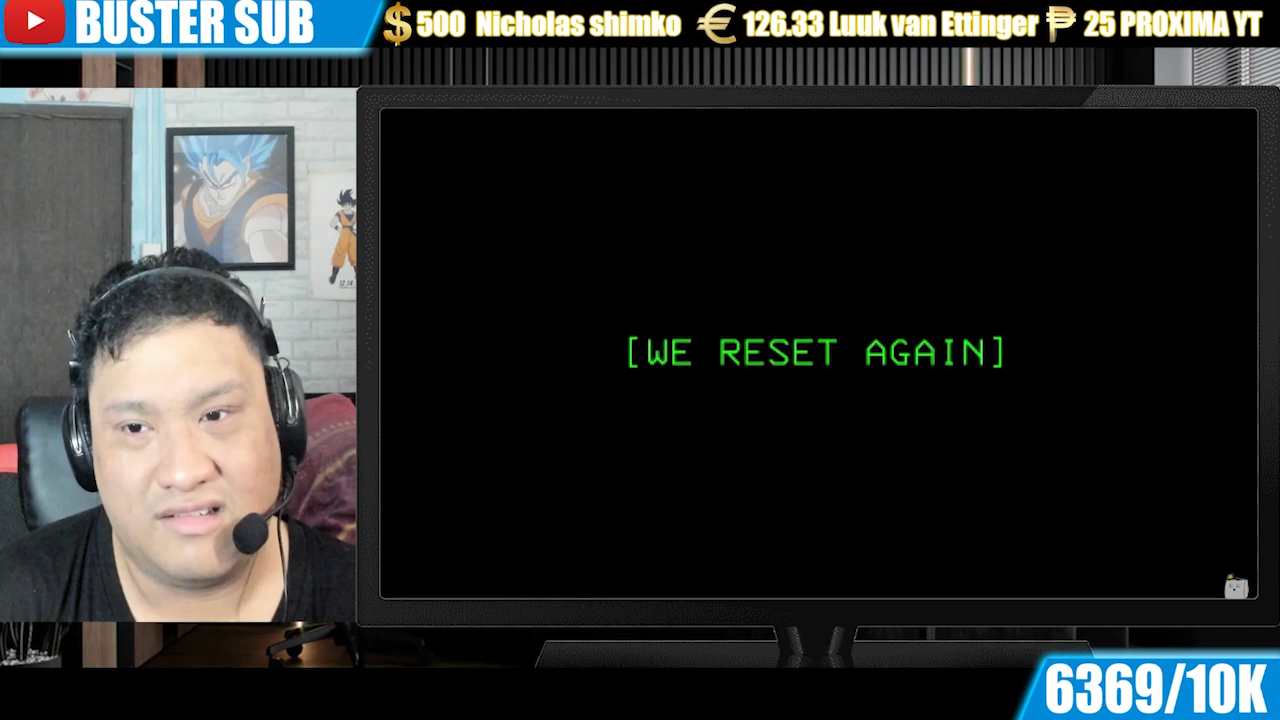 BUSTER SUB
$ 500 Nicholas shimko € 126.33 Luuk van Ettinger ₱ 25 PROXIMA YT
[WE RESET AGAIN]
6369/10K